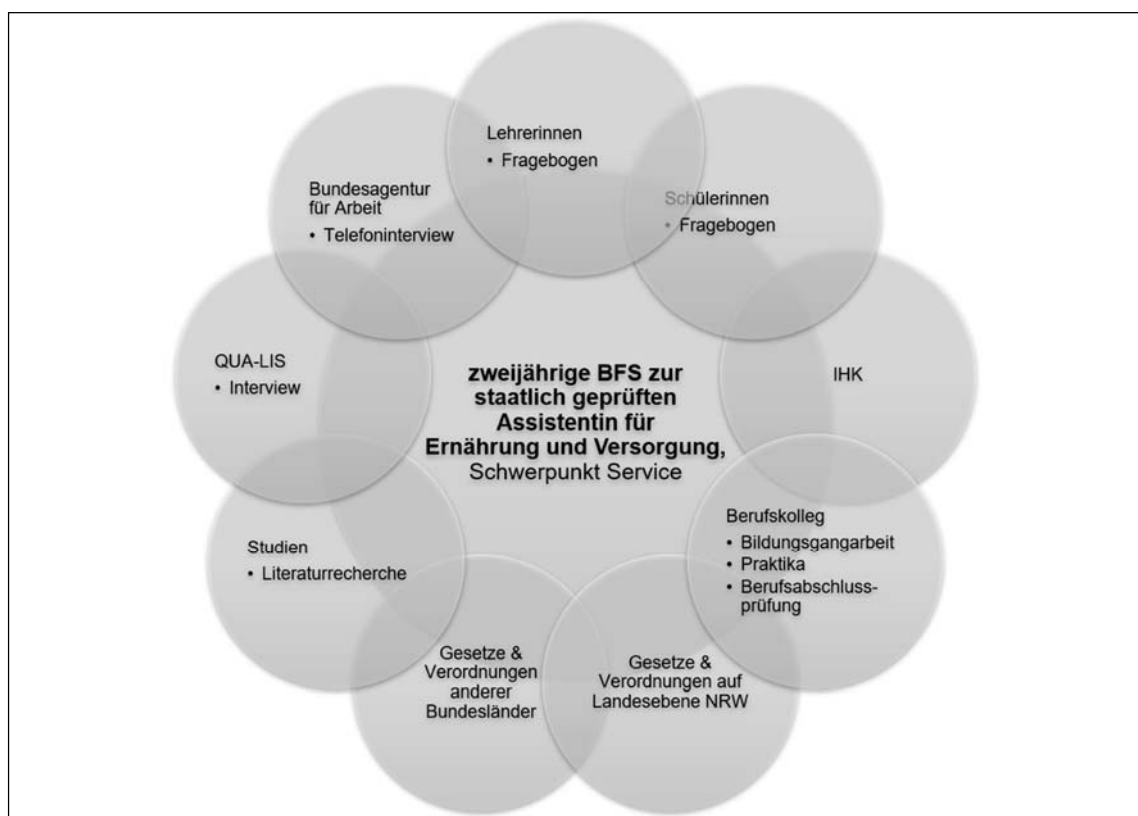 Lehrerinnen
• Fragebogen
Schülerinnen
• Fragebogen
IHK
Berufskolleg
• Bildungsgangarbeit
• Praktika
• Berufsabschluss-
prüfung
Gesetze &
Verordnungen auf
Landesebene NRW
Gesetze &
Verordnungen
anderer
Bundesländer
Studien
• Literaturrecherche
QUA-LIS
• Interview
Bundesagentur
für Arbeit
• Telefoninterview
zweijährige BFS zur
staatlich geprüften
Assistentin für
Ernährung und Versorgung,
Schwerpunkt Service